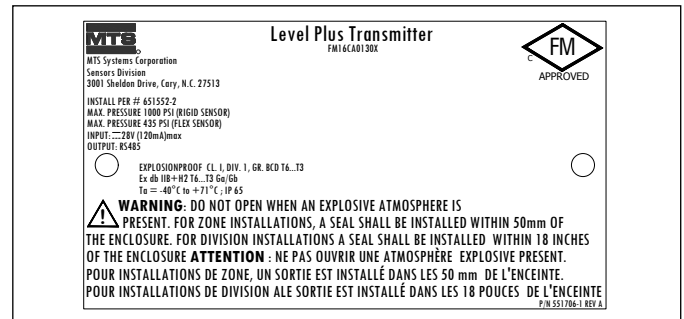 MTS
Level Plus Transmitter
FM16CA0130X
C FM
APPROVED
MTS Systems Corporation
Sensors Division
3001 Sheldon Drive, Cary, N.C. 27513
INSTALL PER # 651552-2
MAX. PRESSURE 1000 PSI (RIGID SENSOR)
MAX. PRESSURE 435 PSI (FLEX SENSOR)
INPUT: ⎓28V (120mA)max
OUTPUT: RS485
EXPLOSIONPROOF CL. I, DIV. 1, GR. BCD T6...T3
Ex db IIB+H2 T6...T3 Ga/Gb
Ta = -40°C to +71°C ; IP 65
WARNING: DO NOT OPEN WHEN AN EXPLOSIVE ATMOSPHERE IS
PRESENT. FOR ZONE INSTALLATIONS, A SEAL SHALL BE INSTALLED WITHIN 50mm OF
THE ENCLOSURE. FOR DIVISION INSTALLATIONS A SEAL SHALL BE INSTALLED WITHIN 18 INCHES
OF THE ENCLOSURE ATTENTION : NE PAS OUVRIR UNE ATMOSPHÈRE EXPLOSIVE PRESENT.
POUR INSTALLATIONS DE ZONE, UN SORTIE EST INSTALLÉ DANS LES 50 mm DE L'ENCEINTE.
POUR INSTALLATIONS DE DIVISION ALE SORTIE EST INSTALLÉ DANS LES 18 POUCES DE L'ENCEINTE
P/N 551706-1 REV A